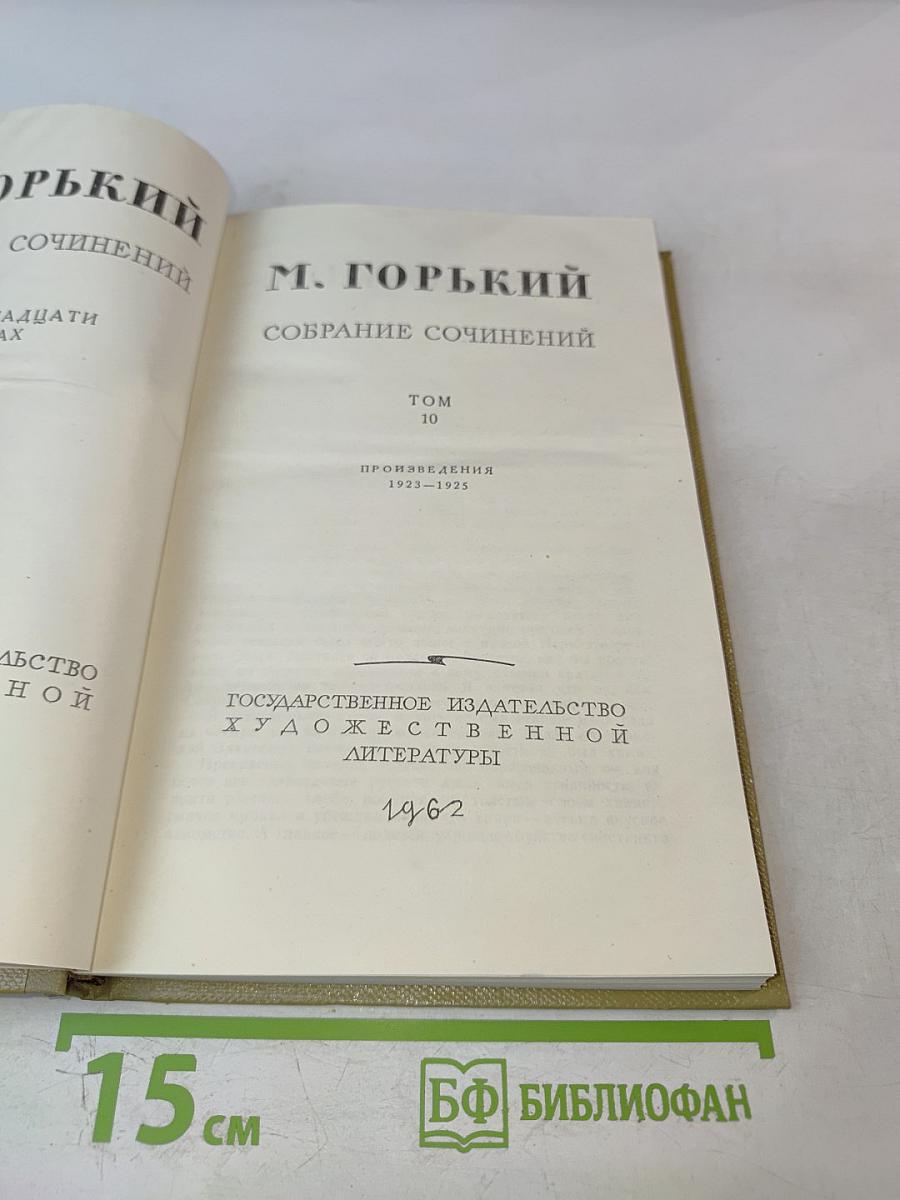 ОРЬКИЙ
СОЧИНЕНИЙ
АДЦАТИ
АХ
ЛЬСТВО
НОЙ
М. ГОРЬКИЙ
СОБРАНИЕ СОЧИНЕНИЙ
ТОМ
10
ПРОИЗВЕДЕНИЯ
1923—1925
ГОСУДАРСТВЕННОЕ ИЗДАТЕЛЬСТВО
ХУДОЖЕСТВЕННОЙ
ЛИТЕРАТУРЫ
1962
15 см
БФ БИБЛИОФАН